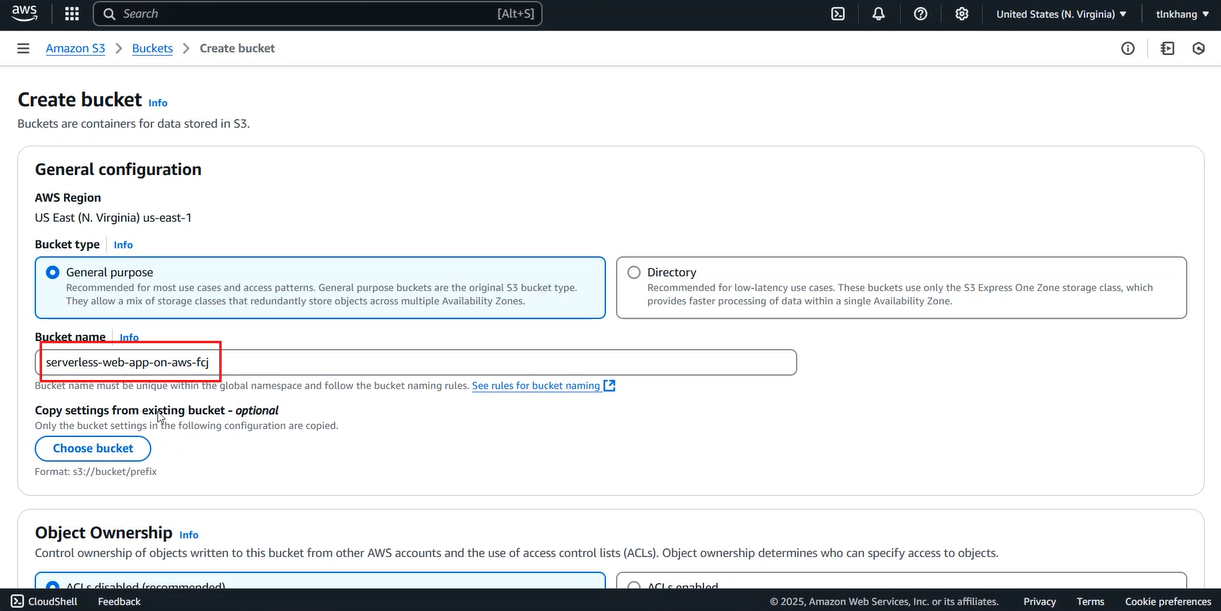 aws Search [Alt+S] United States (N. Virginia) ▼ tlnkhang ▼
Amazon S3 > Buckets > Create bucket
Create bucket Info
Buckets are containers for data stored in S3.
General configuration
AWS Region
US East (N. Virginia) us-east-1
Bucket type Info
General purpose
Recommended for most use cases and access patterns. General purpose buckets are the original S3 bucket type.
They allow a mix of storage classes that redundantly store objects across multiple Availability Zones.
Directory
Recommended for low-latency use cases. These buckets use only the S3 Express One Zone storage class, which
provides faster processing of data within a single Availability Zone.
Bucket name Info
serverless-web-app-on-aws-fcj
Bucket name must be unique within the global namespace and follow the bucket naming rules. See rules for bucket naming
Copy settings from existing bucket - optional
Only the bucket settings in the following configuration are copied.
Choose bucket
Format: s3://bucket/prefix
Object Ownership Info
Control ownership of objects written to this bucket from other AWS accounts and the use of access control lists (ACLs). Object ownership determines who can specify access to objects.
ACLs disabled (recommended) ACLs enabled
CloudShell Feedback © 2025, Amazon Web Services, Inc. or its affiliates. Privacy Terms Cookie preferences